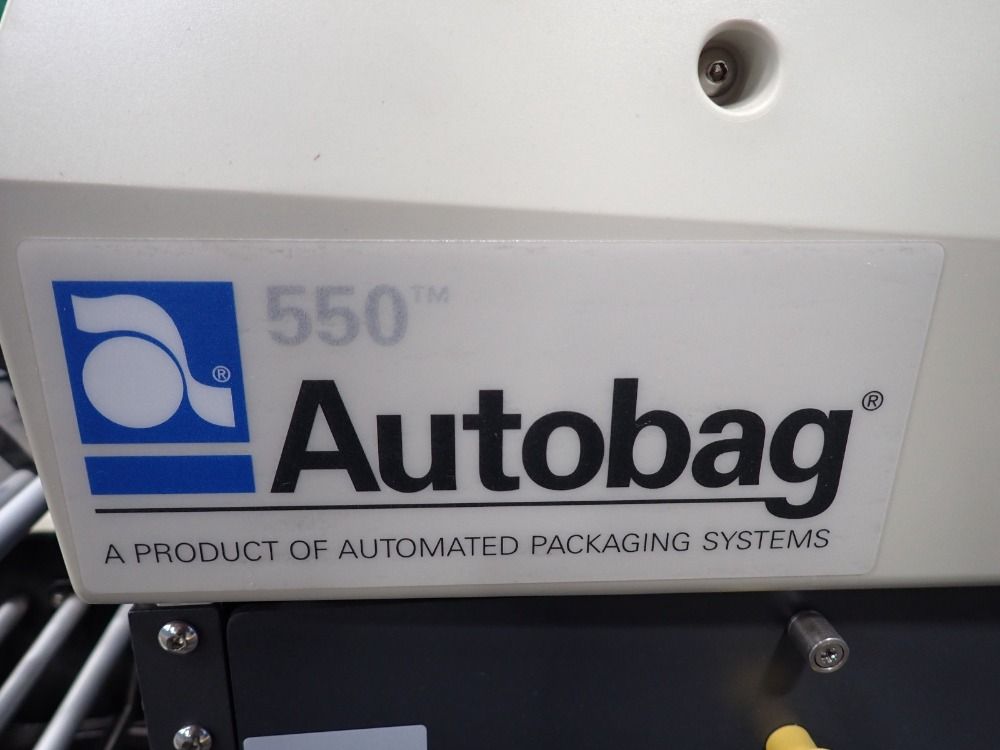 550™
®
Autobag®
A PRODUCT OF AUTOMATED PACKAGING SYSTEMS